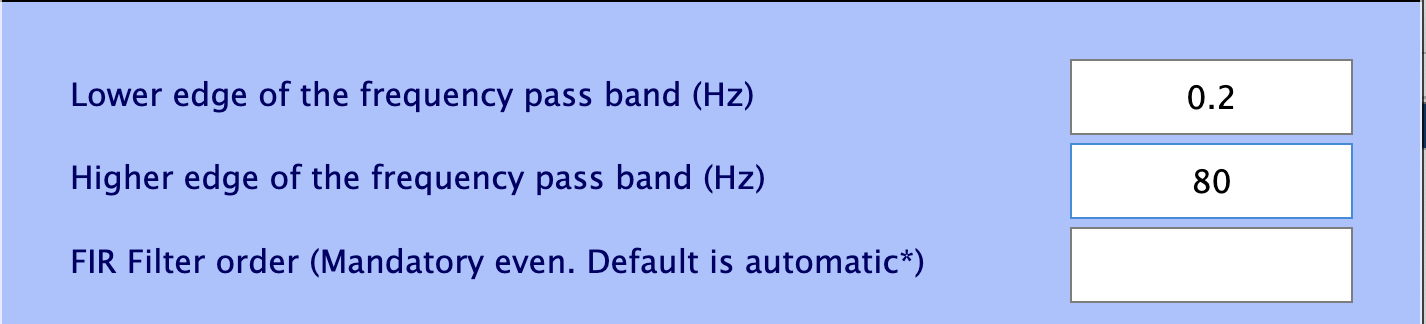 Lower edge of the frequency pass band (Hz) 0.2
Higher edge of the frequency pass band (Hz) 80
FIR Filter order (Mandatory even. Default is automatic*)